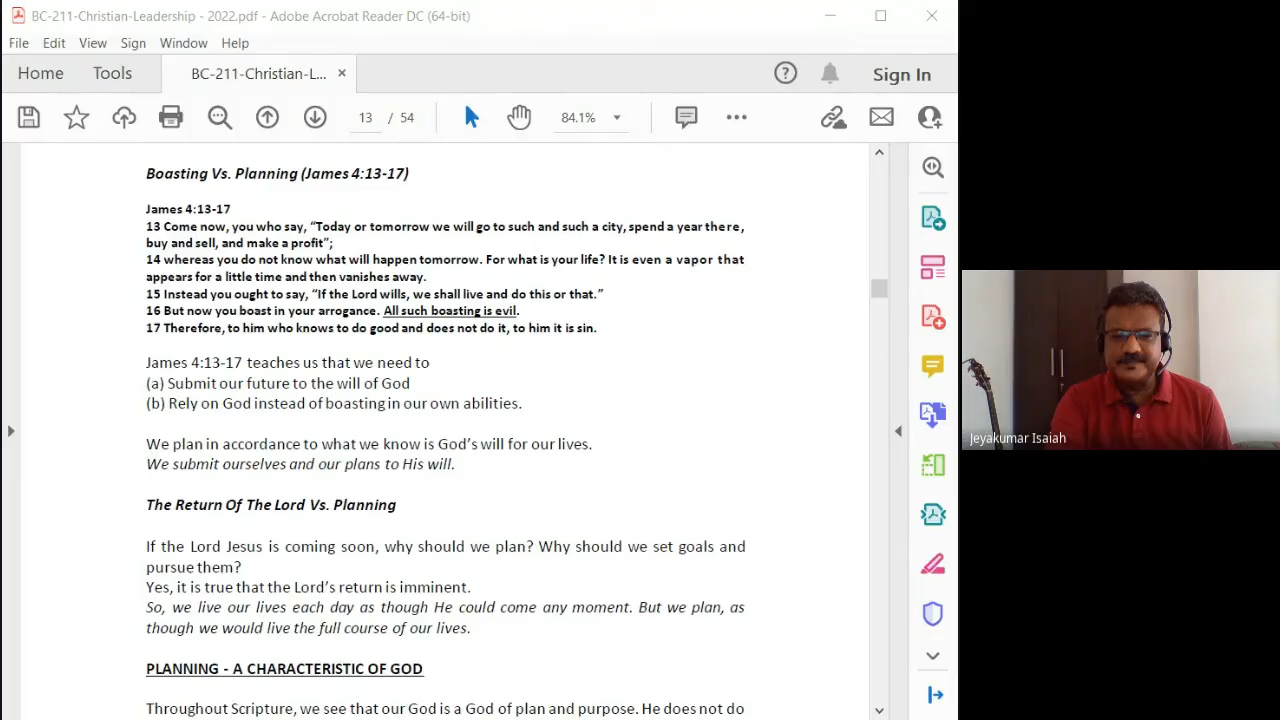 BC-211-Christian-Leadership - 2022.pdf - Adobe Acrobat Reader DC (64-bit)
File Edit View Sign Window Help
Home Tools BC-211-Christian-L... × Sign In
13 / 54 84.1%
Boasting Vs. Planning (James 4:13-17)
James 4:13-17
13 Come now, you who say, “Today or tomorrow we will go to such and such a city, spend a year there,
buy and sell, and make a profit”;
14 whereas you do not know what will happen tomorrow. For what is your life? It is even a vapor that
appears for a little time and then vanishes away.
15 Instead you ought to say, “If the Lord wills, we shall live and do this or that.”
16 But now you boast in your arrogance. All such boasting is evil.
17 Therefore, to him who knows to do good and does not do it, to him it is sin.
James 4:13-17 teaches us that we need to
(a) Submit our future to the will of God
(b) Rely on God instead of boasting in our own abilities.
We plan in accordance to what we know is God’s will for our lives.
We submit ourselves and our plans to His will.
The Return Of The Lord Vs. Planning
If the Lord Jesus is coming soon, why should we plan? Why should we set goals and
pursue them?
Yes, it is true that the Lord’s return is imminent.
So, we live our lives each day as though He could come any moment. But we plan, as
though we would live the full course of our lives.
PLANNING - A CHARACTERISTIC OF GOD
Throughout Scripture, we see that our God is a God of plan and purpose. He does not do
Jeyakumar Isaiah